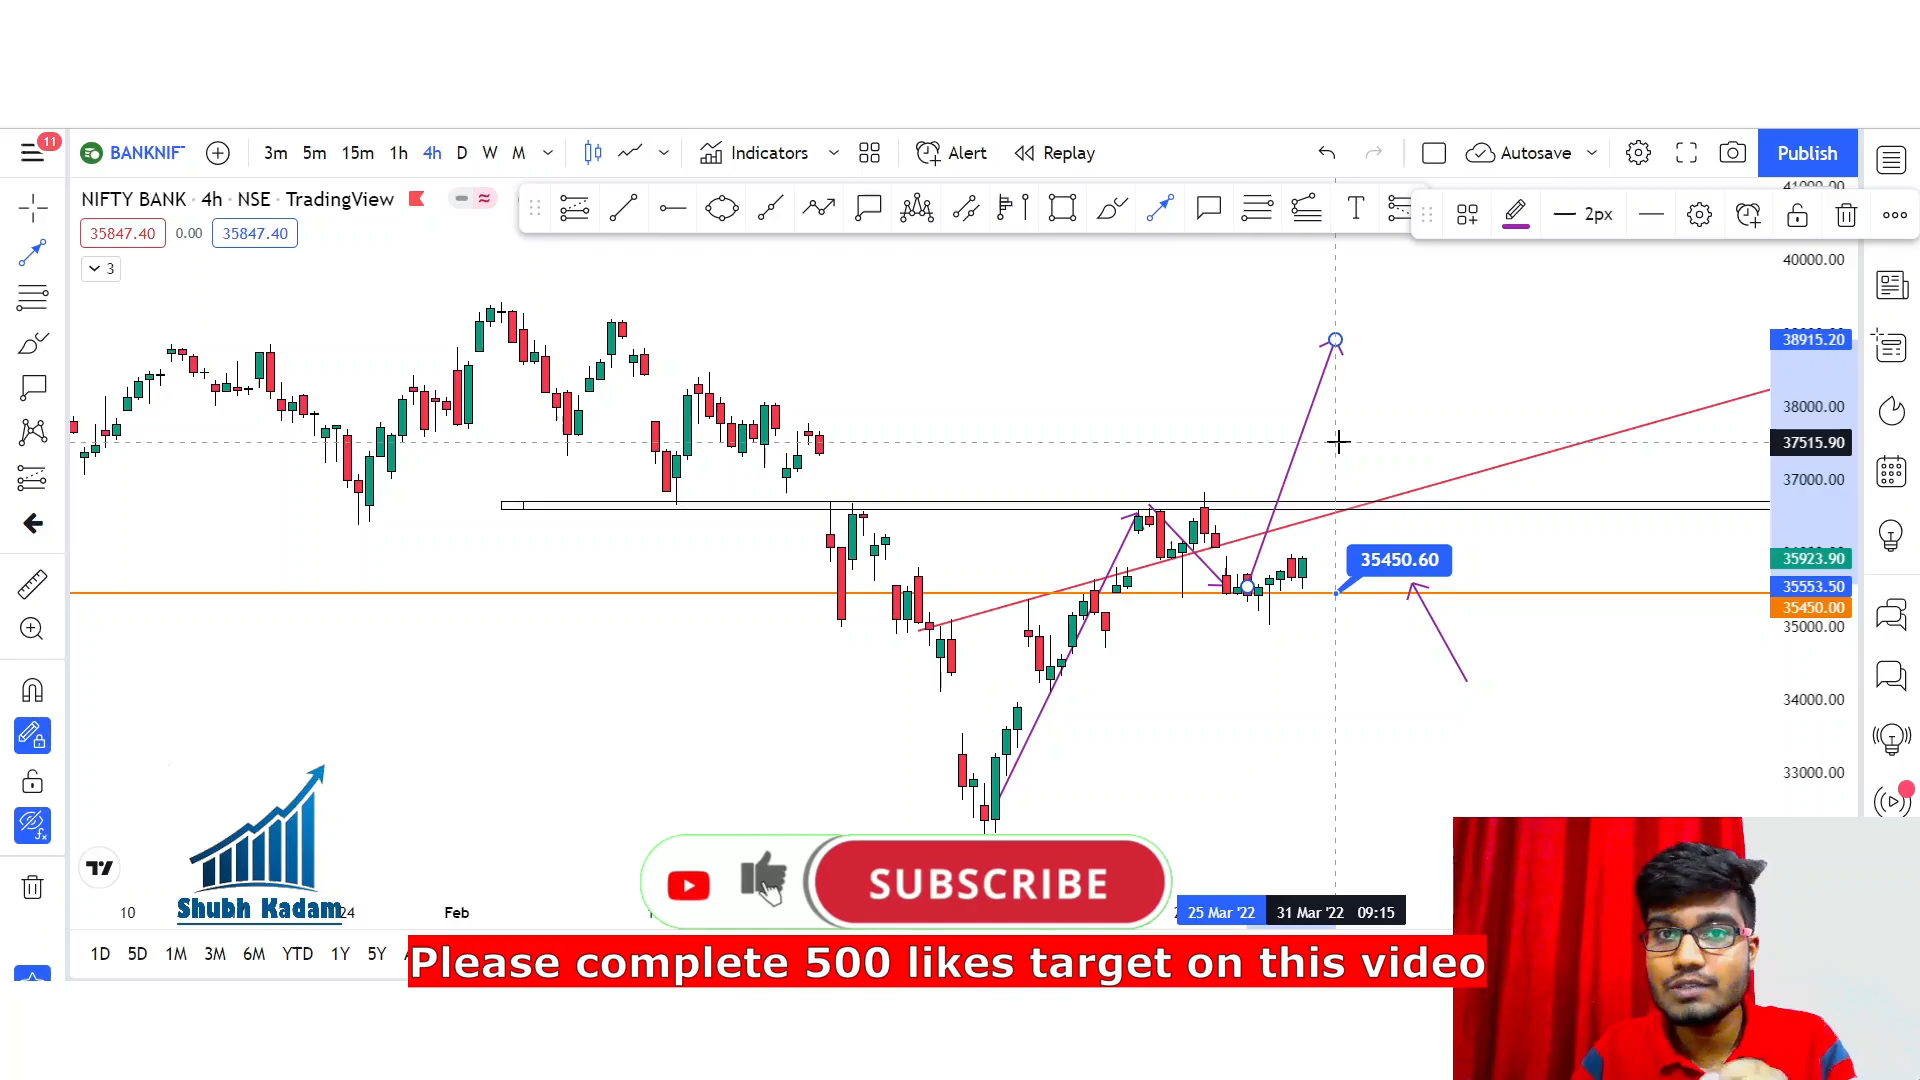 11
BANKNIF
3m 5m 15m 1h 4h D W M
Indicators
Alert
Replay
Autosave
Publish
NIFTY BANK · 4h · NSE · TradingView
2px
35847.40 0.00 35847.40
3
40000.00
38915.20
38000.00
37515.90
37000.00
35923.90
35450.60
35553.50
35450.00
35000.00
34000.00
33000.00
SUBSCRIBE
Shubh Kadam
10
24
Feb
25 Mar '22
31 Mar '22 09:15
1D 5D 1M 3M 6M YTD 1Y 5Y
Please complete 500 likes target on this video